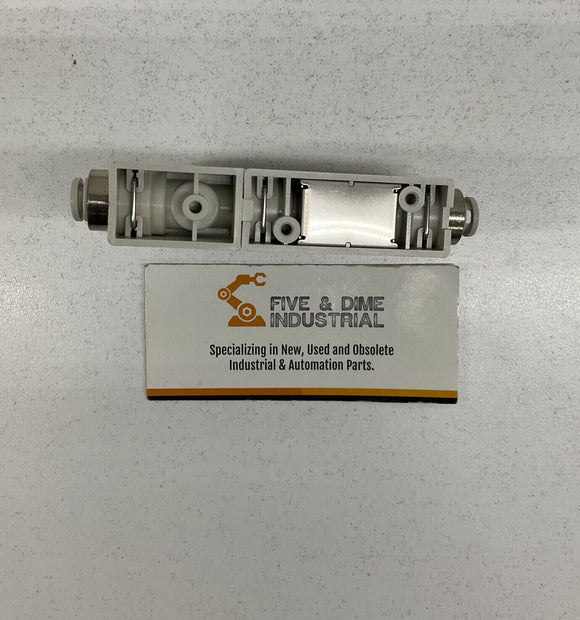 FIVE & DIME
INDUSTRIAL
Specializing in New, Used and Obsolete
Industrial & Automation Parts.